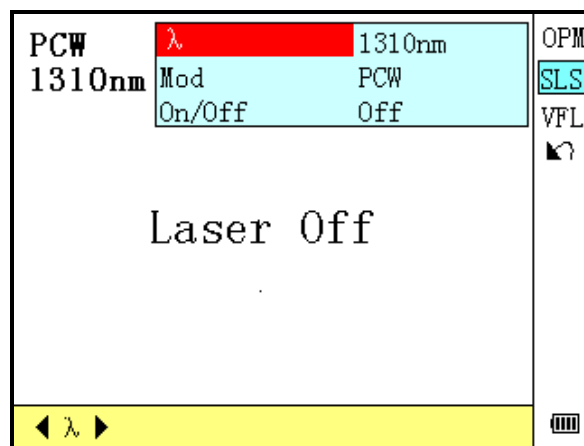 PCW
1310nm
λ 1310nm
Mod PCW
On/Off Off
OPM
SLS
VFL
Laser Off
λ